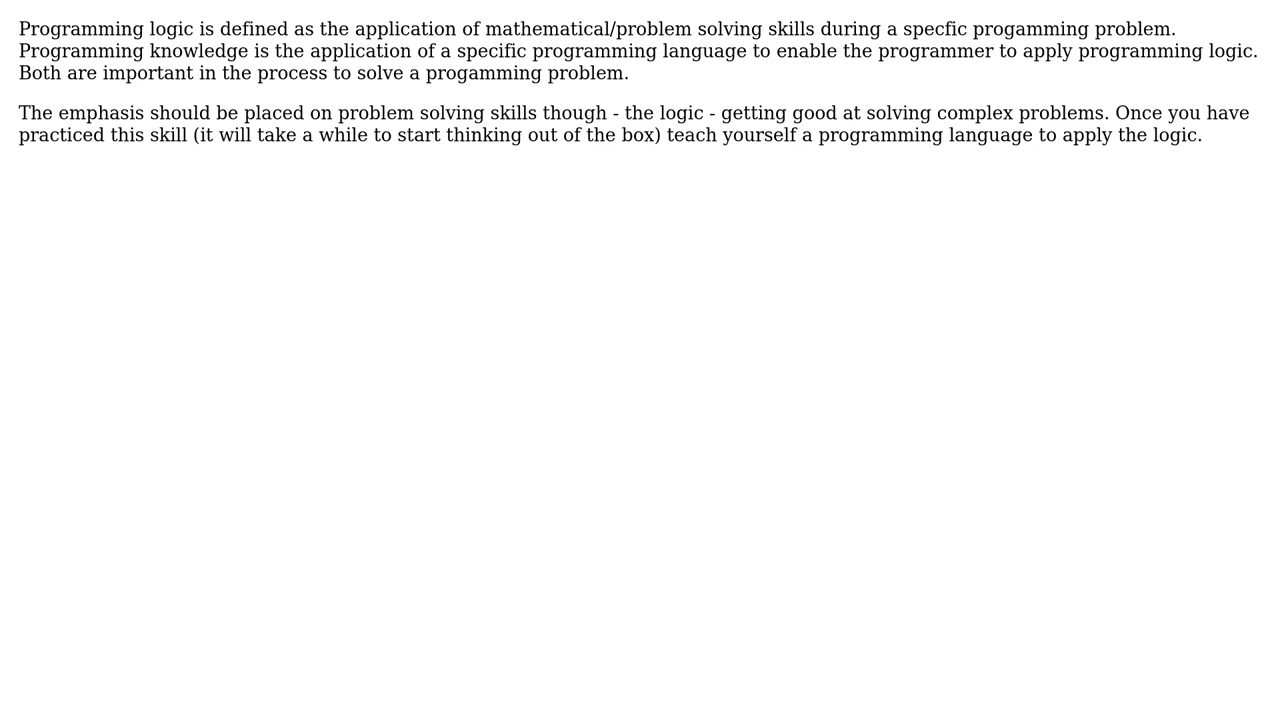 Programming logic is defined as the application of mathematical/problem solving skills during a specfic progamming problem.
Programming knowledge is the application of a specific programming language to enable the programmer to apply programming logic.
Both are important in the process to solve a progamming problem.
The emphasis should be placed on problem solving skills though - the logic - getting good at solving complex problems. Once you have
practiced this skill (it will take a while to start thinking out of the box) teach yourself a programming language to apply the logic.